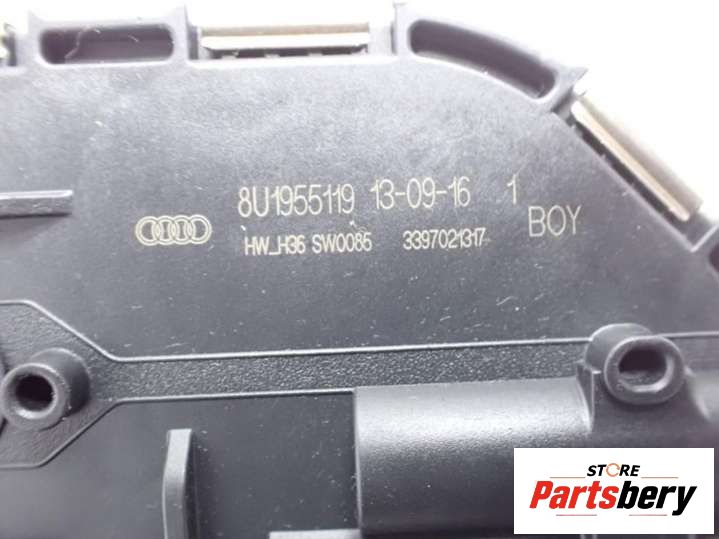 8U1955119 13-09-16 1
HW_H36 SW0085 3397021317
BOY
STORE
Partsbery